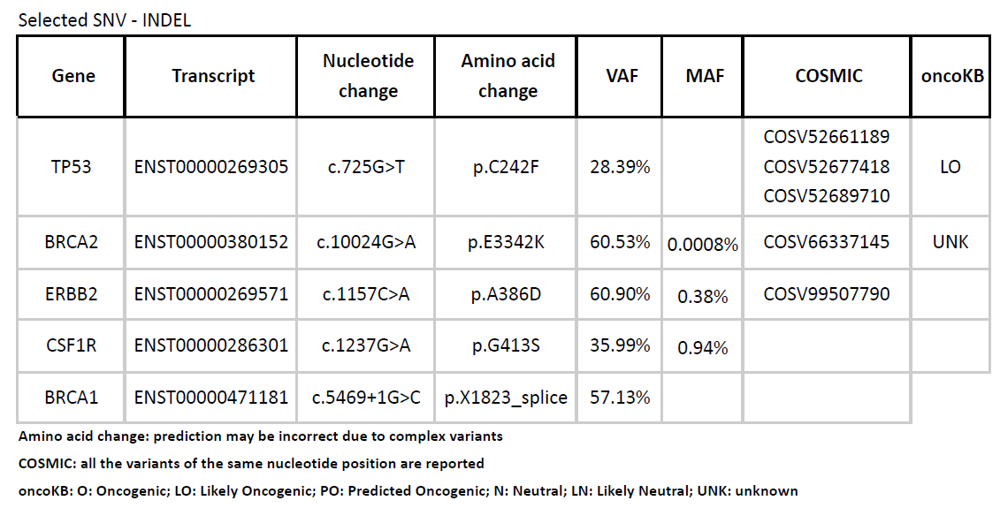 Selected SNV - INDEL
Gene Transcript Nucleotide change Amino acid change VAF MAF COSMIC oncoKB
TP53 ENST00000269305 c.725G>T p.C242F 28.39% COSV52661189 COSV52677418 COSV52689710 LO
BRCA2 ENST00000380152 c.10024G>A p.E3342K 60.53% 0.0008% COSV66337145 UNK
ERBB2 ENST00000269571 c.1157C>A p.A386D 60.90% 0.38% COSV99507790
CSF1R ENST00000286301 c.1237G>A p.G413S 35.99% 0.94%
BRCA1 ENST00000471181 c.5469+1G>C p.X1823_splice 57.13%
Amino acid change: prediction may be incorrect due to complex variants
COSMIC: all the variants of the same nucleotide position are reported
oncoKB: O: Oncogenic; LO: Likely Oncogenic; PO: Predicted Oncogenic; N: Neutral; LN: Likely Neutral; UNK: unknown